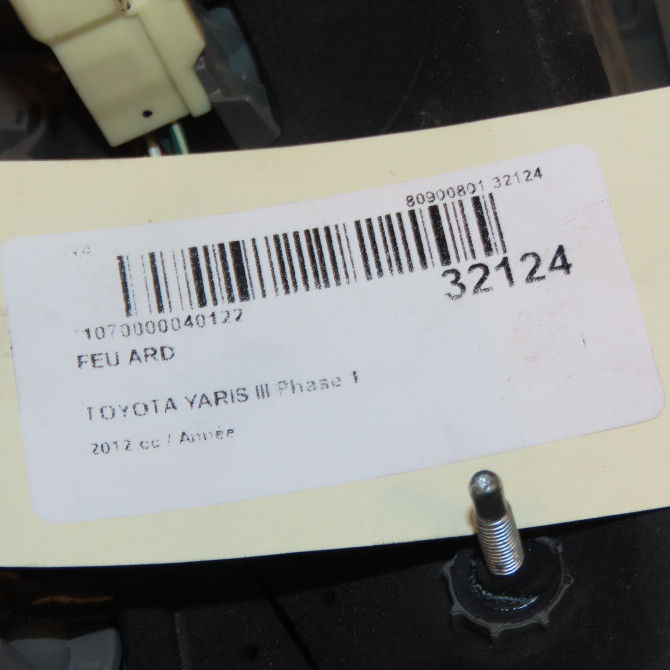 80900801 32124
32124
1070000040122
FEU ARD
TOYOTA YARIS III Phase 1
2012 cc / Année